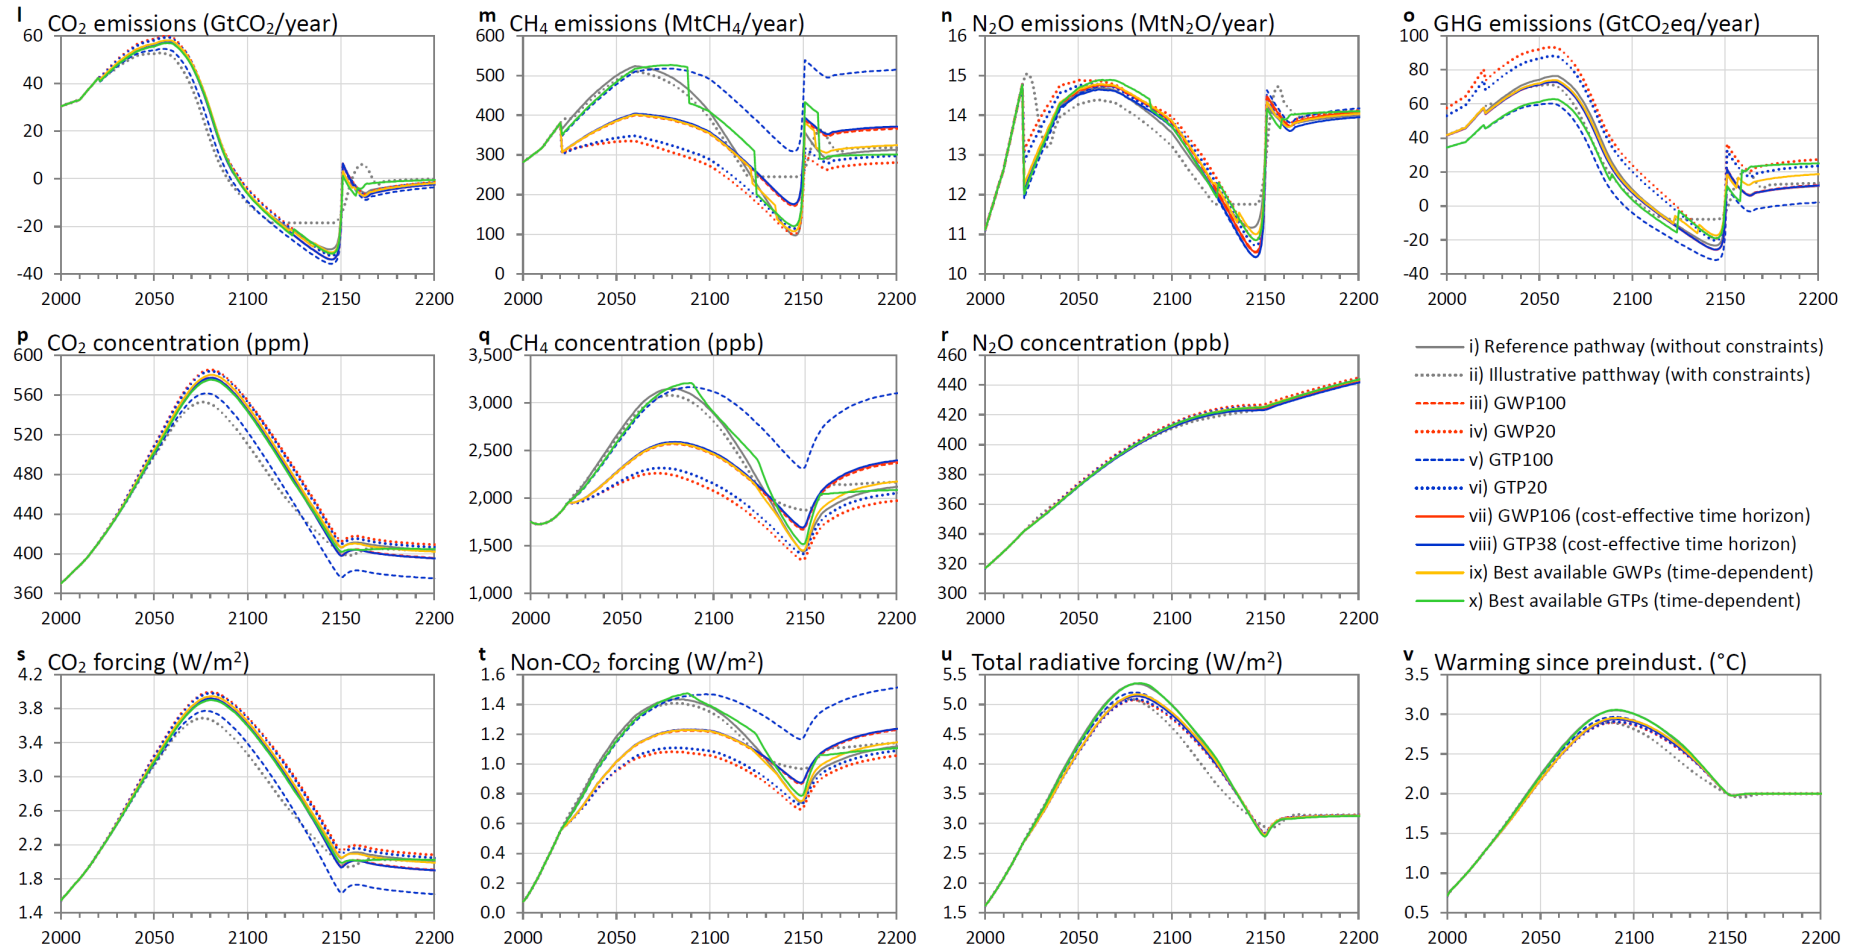 l CO₂ emissions (GtCO₂/year)
60
40
20
0
-20
-40
2000 2050 2100 2150 2200
m CH₄ emissions (MtCH₄/year)
600
500
400
300
200
100
0
2000 2050 2100 2150 2200
n N₂O emissions (MtN₂O/year)
16
15
14
13
12
11
10
2000 2050 2100 2150 2200
o GHG emissions (GtCO₂eq/year)
100
80
60
40
20
0
-20
-40
2000 2050 2100 2150 2200
p CO₂ concentration (ppm)
600
560
520
480
440
400
360
2000 2050 2100 2150 2200
q CH₄ concentration (ppb)
3,500
3,000
2,500
2,000
1,500
1,000
2000 2050 2100 2150 2200
r N₂O concentration (ppb)
460
440
420
400
380
360
340
320
300
2000 2050 2100 2150 2200
i) Reference pathway (without constraints)
ii) Illustrative patthway (with constraints)
iii) GWP100
iv) GWP20
v) GTP100
vi) GTP20
vii) GWP106 (cost-effective time horizon)
viii) GTP38 (cost-effective time horizon)
ix) Best available GWPs (time-dependent)
x) Best available GTPs (time-dependent)
s CO₂ forcing (W/m²)
4.2
3.8
3.4
3.0
2.6
2.2
1.8
1.4
2000 2050 2100 2150 2200
t Non-CO₂ forcing (W/m²)
1.6
1.4
1.2
1.0
0.8
0.6
0.4
0.2
0.0
2000 2050 2100 2150 2200
u Total radiative forcing (W/m²)
5.5
5.0
4.5
4.0
3.5
3.0
2.5
2.0
1.5
2000 2050 2100 2150 2200
v Warming since preindust. (°C)
3.5
3.0
2.5
2.0
1.5
1.0
0.5
2000 2050 2100 2150 2200